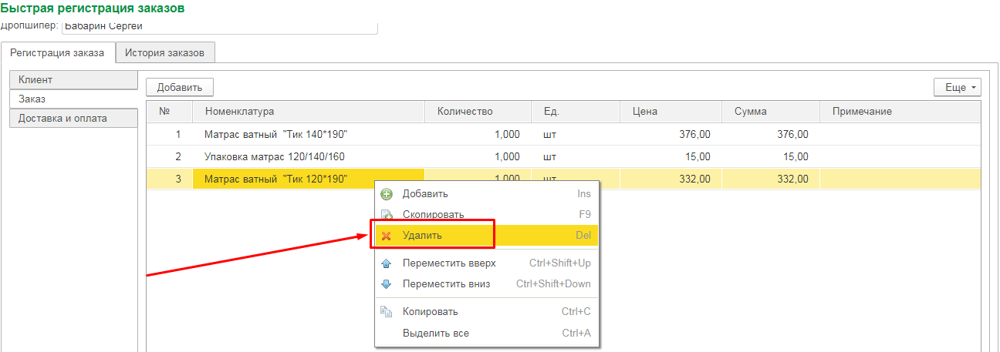 Быстрая регистрация заказов
Дропшипер: Бабарин Сергей
Регистрация заказа История заказов
Клиент
Заказ
Доставка и оплата
Добавить Еще
№ Номенклатура Количество Ед. Цена Сумма Примечание
1 Матрас ватный "Тик 140*190" 1,000 шт 376,00 376,00
2 Упаковка матрас 120/140/160 1,000 шт 15,00 15,00
3 Матрас ватный "Тик 120*190" 1,000 шт 332,00 332,00
Добавить Ins
Скопировать F9
Удалить Del
Переместить вверх Ctrl+Shift+Up
Переместить вниз Ctrl+Shift+Down
Копировать Ctrl+C
Выделить все Ctrl+A